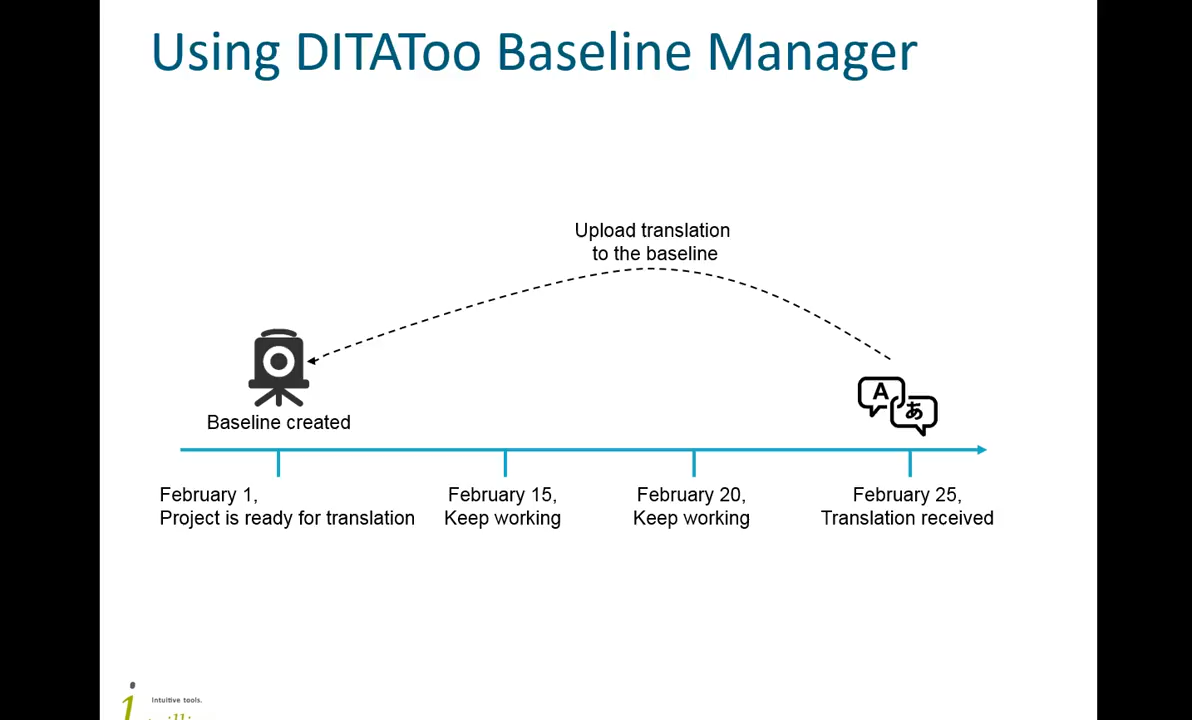 Using DITAToo Baseline Manager
Upload translation
to the baseline
A
あ
Baseline created
February 1,
Project is ready for translation
February 15,
Keep working
February 20,
Keep working
February 25,
Translation received
Intuitive tools.